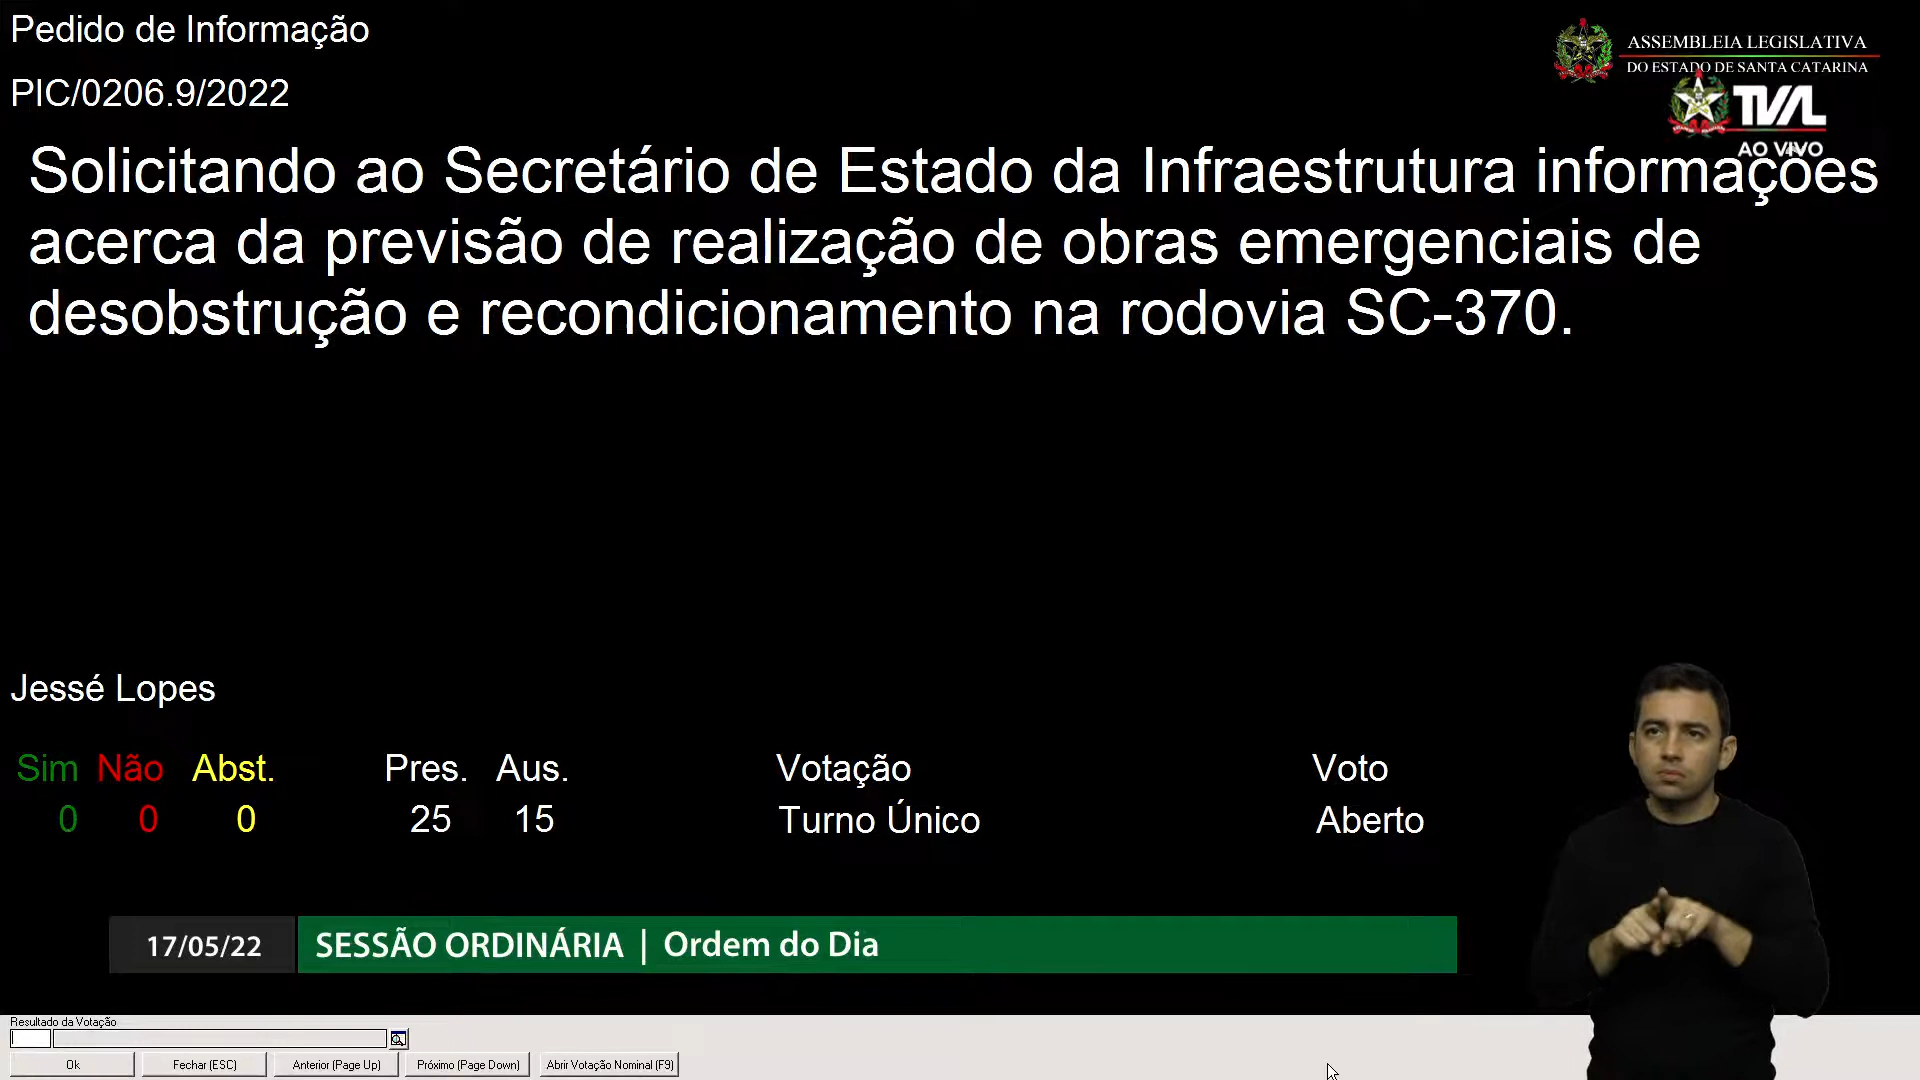 Pedido de Informação
PIC/0206.9/2022
ASSEMBLEIA LEGISLATIVA
DO ESTADO DE SANTA CATARINA
TVAL
AO VIVO
Solicitando ao Secretário de Estado da Infraestrutura informações
acerca da previsão de realização de obras emergenciais de
desobstrução e recondicionamento na rodovia SC-370.
Jessé Lopes
Sim Não Abst. Pres. Aus. Votação Voto
0 0 0 25 15 Turno Único Aberto
17/05/22 SESSÃO ORDINÁRIA | Ordem do Dia
Resultado da Votação
Ok Fechar (ESC) Anterior (Page Up) Próximo (Page Down) Abrir Votação Nominal (F9)